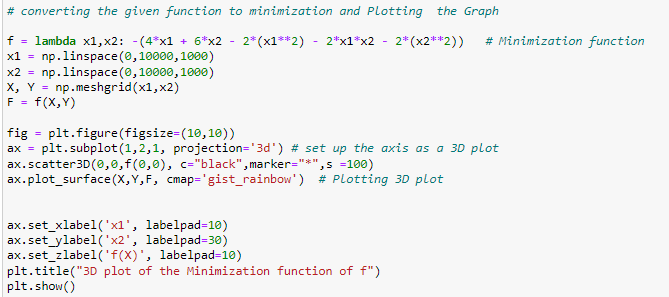 # converting the given function to minimization and Plotting  the Graph
f = lambda x1,x2: -(4*x1 + 6*x2 - 2*(x1**2) - 2*x1*x2 - 2*(x2**2))   # Minimization function
x1 = np.linspace(0,10000,1000)
x2 = np.linspace(0,10000,1000)
X, Y = np.meshgrid(x1,x2)
F = f(X,Y)
fig = plt.figure(figsize=(10,10))
ax = plt.subplot(1,2,1, projection='3d') # set up the axis as a 3D plot
ax.scatter3D(0,0,f(0,0), c="black",marker="*",s =100)
ax.plot_surface(X,Y,F, cmap='gist_rainbow')  # Plotting 3D plot
ax.set_xlabel('x1', labelpad=10)
ax.set_ylabel('x2', labelpad=30)
ax.set_zlabel('f(X)', labelpad=10)
plt.title("3D plot of the Minimization function of f")
plt.show()